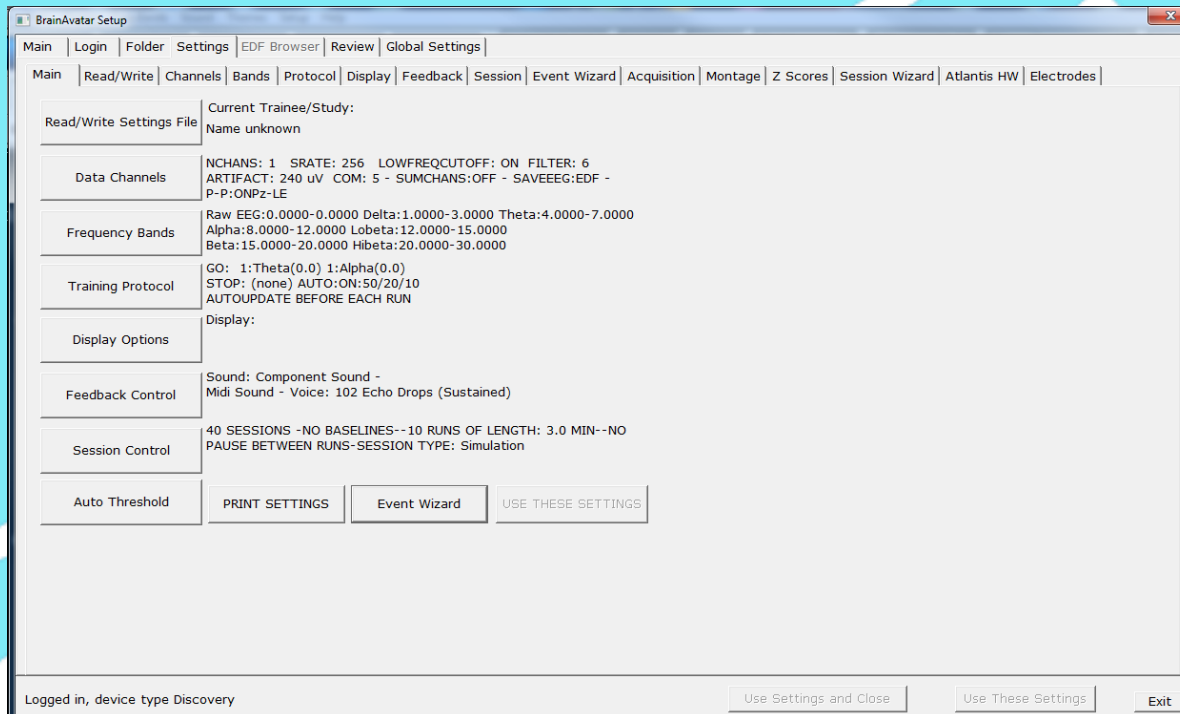 BrainAvatar Setup
Main Login Folder Settings EDF Browser Review Global Settings
Main Read/Write Channels Bands Protocol Display Feedback Session Event Wizard Acquisition Montage Z Scores Session Wizard Atlantis HW Electrodes
Read/Write Settings File
Current Trainee/Study:
Name unknown
Data Channels
NCHANS: 1 SRATE: 256 LOWFREQCUTOFF: ON FILTER: 6
ARTIFACT: 240 uV COM: 5 - SUMCHANS:OFF - SAVEEEG:EDF -
P-P:ONPz-LE
Frequency Bands
Raw EEG:0.0000-0.0000 Delta:1.0000-3.0000 Theta:4.0000-7.0000
Alpha:8.0000-12.0000 Lobeta:12.0000-15.0000
Beta:15.0000-20.0000 Hibeta:20.0000-30.0000
Training Protocol
GO: 1:Theta(0.0) 1:Alpha(0.0)
STOP: (none) AUTO:ON:50/20/10
AUTOUPDATE BEFORE EACH RUN
Display Options
Display:
Feedback Control
Sound: Component Sound -
Midi Sound - Voice: 102 Echo Drops (Sustained)
Session Control
40 SESSIONS -NO BASELINES--10 RUNS OF LENGTH: 3.0 MIN--NO
PAUSE BETWEEN RUNS-SESSION TYPE: Simulation
Auto Threshold
PRINT SETTINGS
Event Wizard
USE THESE SETTINGS
Logged in, device type Discovery
Use Settings and Close
Use These Settings
Exit